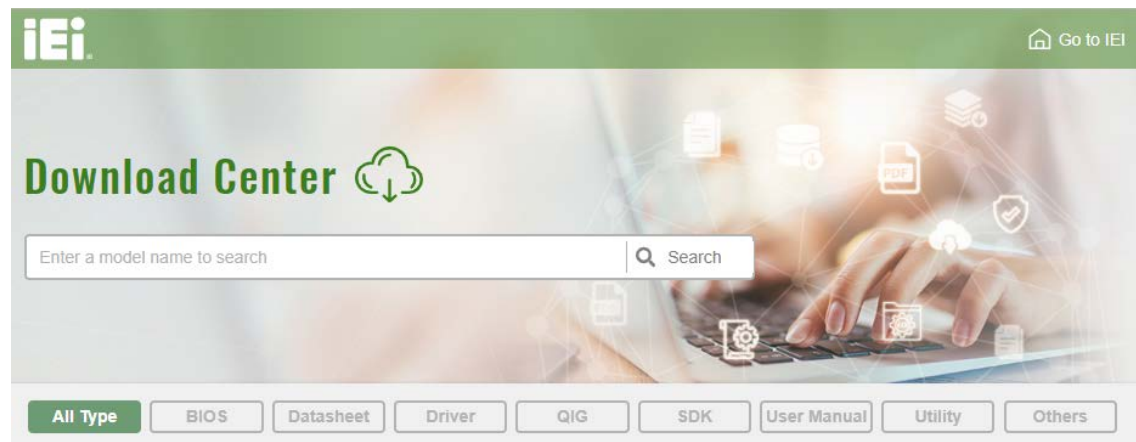 iEi
Go to IEI
Download Center
Enter a model name to search
Search
PDF
All Type
BIOS
Datasheet
Driver
QIG
SDK
User Manual
Utility
Others